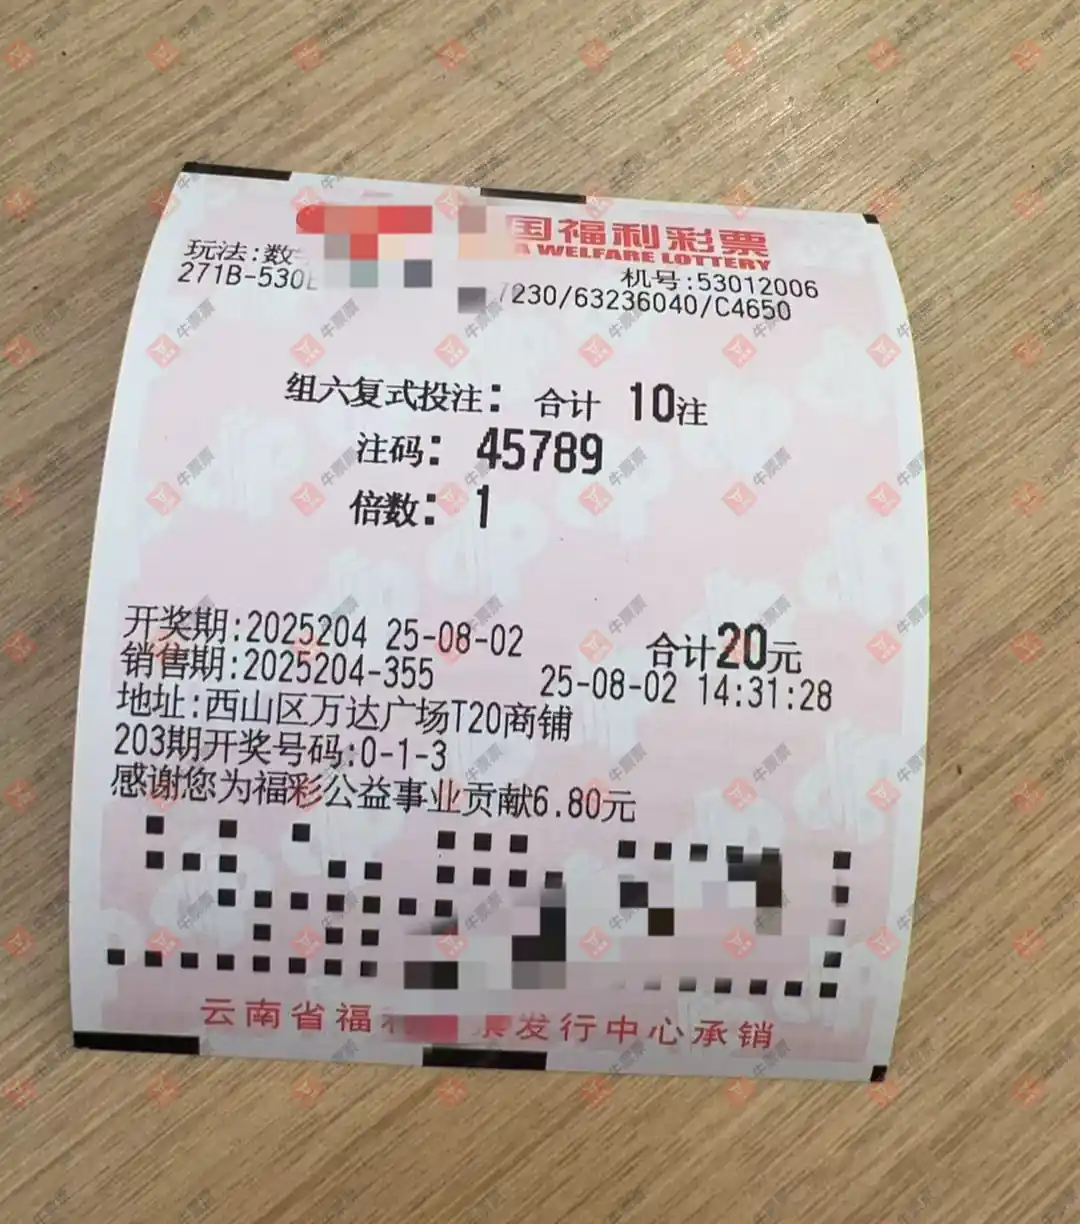 国福利彩票
A WELFARE LOTTERY
玩法:数
机号:53012006
271B-530
7230/63236040/C4650
组六复式投注: 合计 10注
注码: 45789
倍数: 1
开奖期:2025204 25-08-02
合计20元
销售期:2025204-355
25-08-02 14:31:28
地址:西山区万达广场T20商铺
203期开奖号码:0-1-3
感谢您为福彩公益事业贡献6.80元
云南省福 票发行中心承销
牛票票